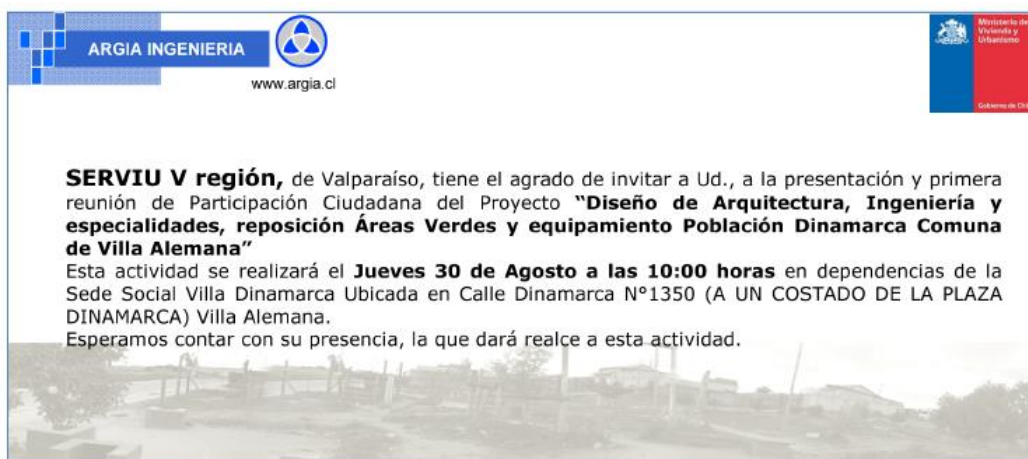 ARGIA INGENIERIA
www.argia.cl
Ministerio de
Vivienda y
Urbanismo
Gobierno de Chi
SERVIU V región, de Valparaíso, tiene el agrado de invitar a Ud., a la presentación y primera
reunión de Participación Ciudadana del Proyecto "Diseño de Arquitectura, Ingeniería y
especialidades, reposición Áreas Verdes y equipamiento Población Dinamarca Comuna
de Villa Alemana"
Esta actividad se realizará el Jueves 30 de Agosto a las 10:00 horas en dependencias de la
Sede Social Villa Dinamarca Ubicada en Calle Dinamarca N°1350 (A UN COSTADO DE LA PLAZA
DINAMARCA) Villa Alemana.
Esperamos contar con su presencia, la que dará realce a esta actividad.